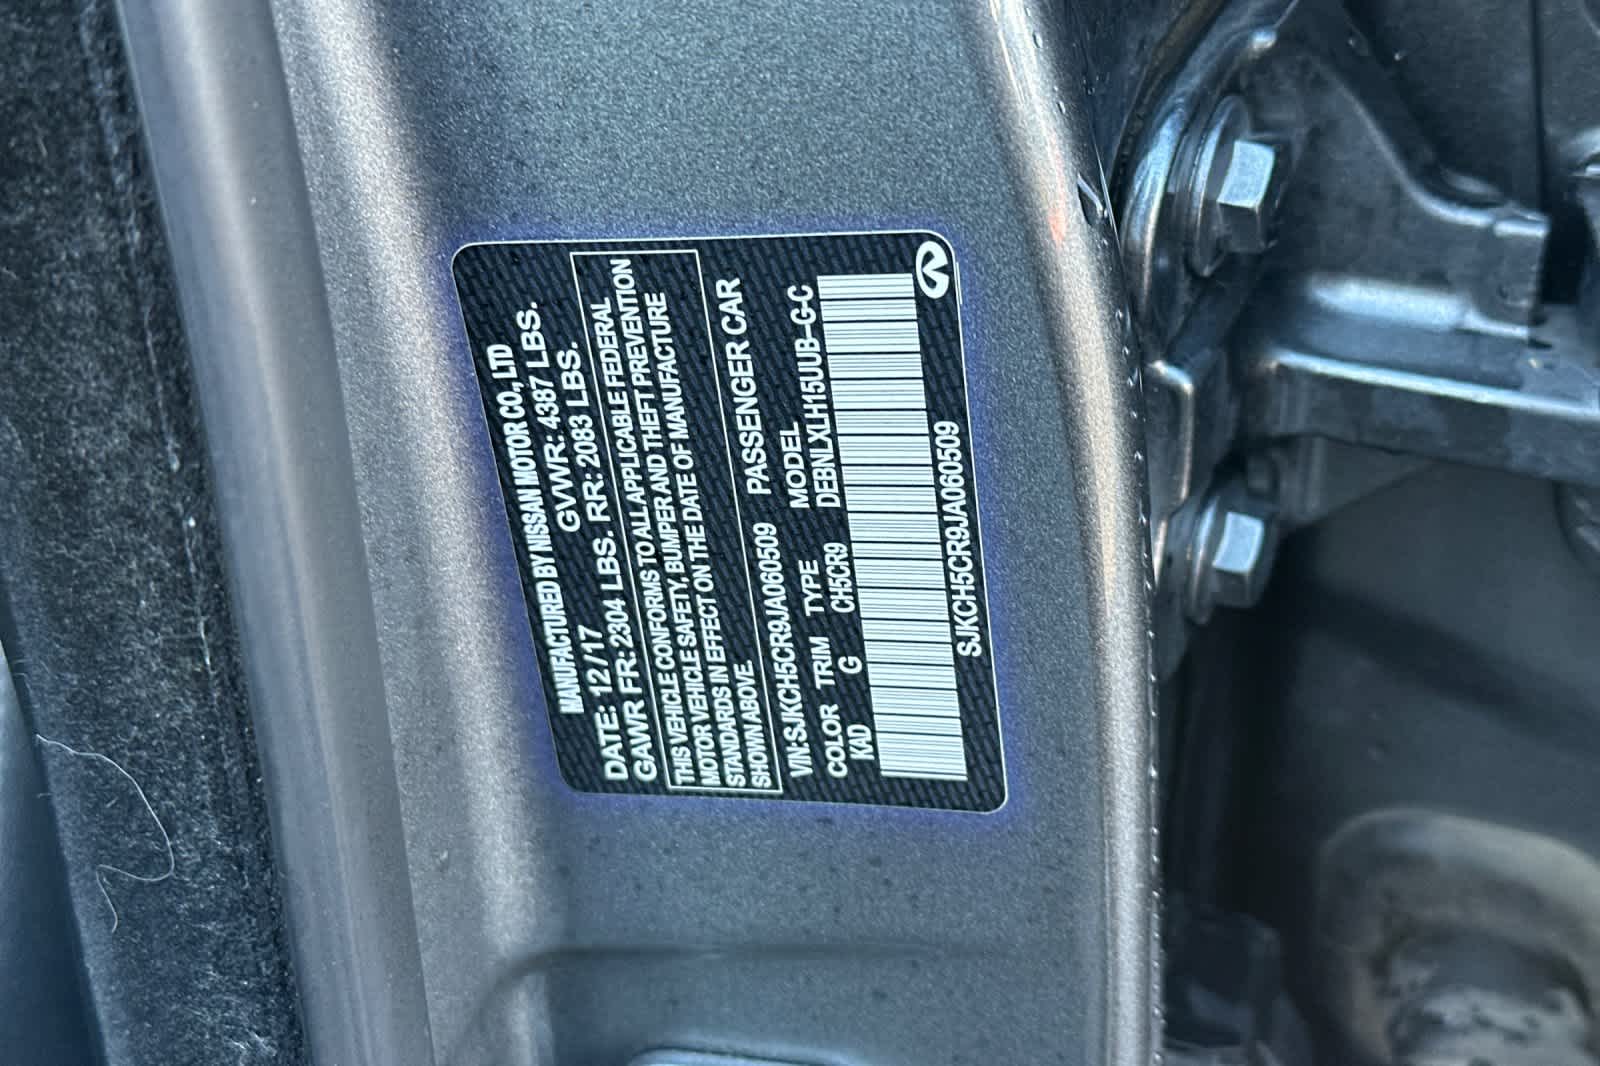 MANUFACTURED BY NISSAN MOTOR CO., LTD
DATE: 12/17 GVWR: 4387 LBS.
GAWR FR: 2304 LBS. RR: 2083 LBS.
THIS VEHICLE CONFORMS TO ALL APPLICABLE FEDERAL
MOTOR VEHICLE SAFETY, BUMPER AND THEFT PREVENTION
STANDARDS IN EFFECT ON THE DATE OF MANUFACTURE
SHOWN ABOVE.
VIN: SJKCH5CR9JA060509 PASSENGER CAR
COLOR TRIM TYPE MODEL
KAD G CH5CR9 DEBNLXLH15UUB-G-C
SJKCH5CR9JA060509